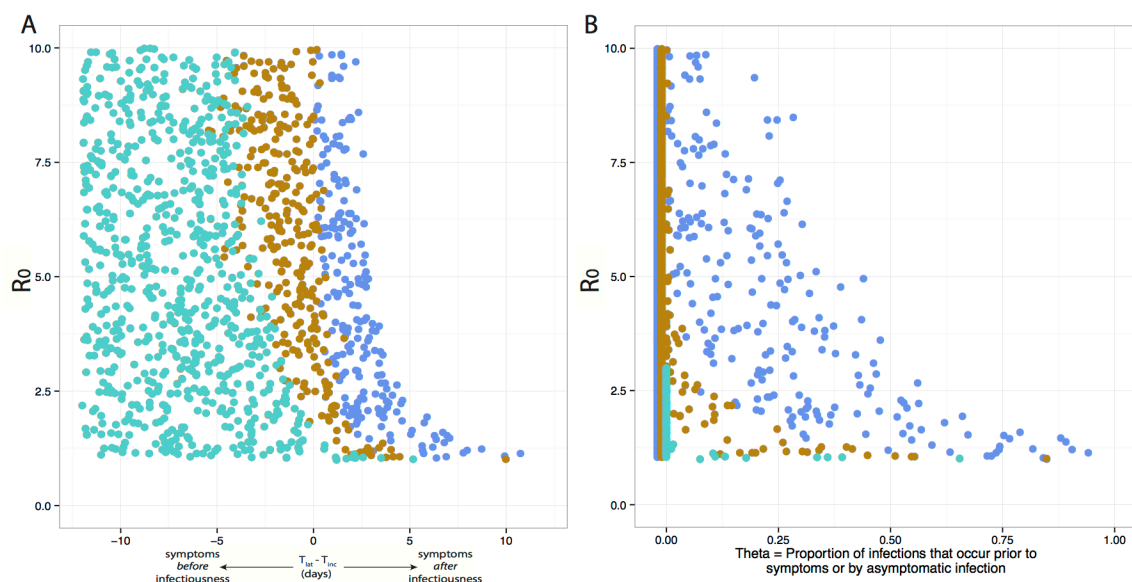 A
10.0
7.5
5.0
2.5
0.0
R0
−10
−5
0
5
10
symptoms
before
infectiousness
Tlat - Tinc
(days)
symptoms
after
infectiousness
B
10.0
7.5
5.0
2.5
0.0
R0
0.00
0.25
0.50
0.75
1.00
Theta = Proportion of infections that occur prior to
symptoms or by asymptomatic infection